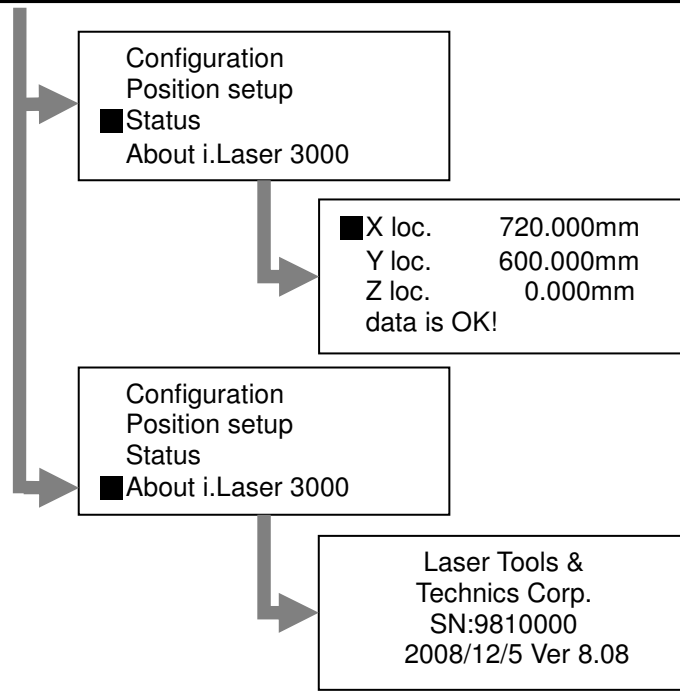 Configuration
Position setup
Status
About i.Laser 3000
X loc. 720.000mm
Y loc. 600.000mm
Z loc. 0.000mm
data is OK!
Configuration
Position setup
Status
About i.Laser 3000
Laser Tools &
Technics Corp.
SN:9810000
2008/12/5 Ver 8.08